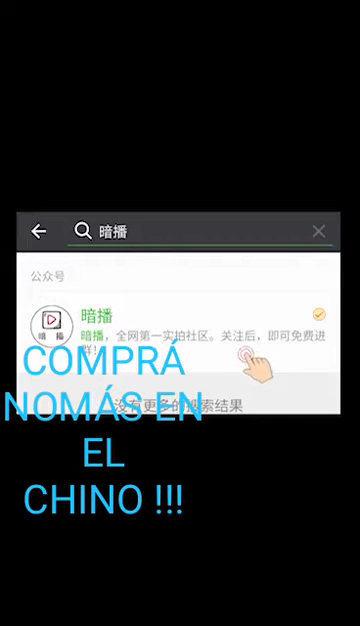 暗播
公众号
暗播
暗播，全网第一实拍社区。关注后，即可免费进
群!
暗 播
没有更多的搜索结果
COMPRÁ
NOMÁS EN
EL
CHINO !!!